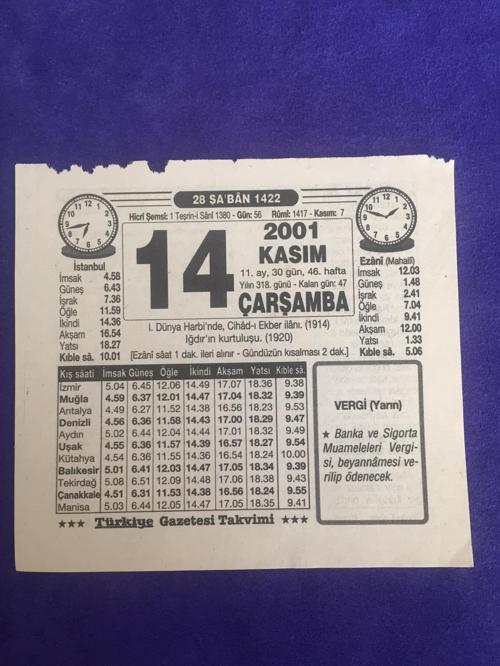 28 ŞA'BÂN 1422
Hicrî Şemsî: 1 Teşrin-i Sânî 1380 - Gün: 56 Rûmî: 1417 - Kasım: 7
14
2001
KASIM
11. ay, 30 gün, 46. hafta
Yılın 318. günü - Kalan gün: 47
ÇARŞAMBA
İstanbul
İmsak 4.58
Güneş 6.43
İşrak 7.36
Öğle 11.59
İkindi 14.36
Akşam 16.54
Yatsı 18.27
Kıble sâ. 10.01
Ezânî (Mahallî)
İmsak 12.03
Güneş 1.48
İşrak 2.41
Öğle 7.04
İkindi 9.41
Akşam 12.00
Yatsı 1.33
Kıble sâ. 5.06
I. Dünya Harbi'nde, Cihâd-ı Ekber ilânı. (1914)
Iğdır'ın kurtuluşu. (1920)
[Ezânî sâat 1 dak. ileri alınır - Gündüzün kısalması 2 dak.]
Kış sâati İmsak Güneş Öğle İkindi Akşam Yatsı Kıble sâ.
İzmir 5.04 6.45 12.06 14.49 17.07 18.36 9.38
Muğla 4.59 6.37 12.01 14.47 17.04 18.32 9.39
Antalya 4.49 6.27 11.52 14.38 16.56 18.23 9.53
Denizli 4.56 6.36 11.58 14.43 17.00 18.29 9.47
Aydın 5.02 6.44 12.04 14.44 17.01 18.32 9.49
Uşak 4.55 6.36 11.57 14.39 16.57 18.27 9.54
Kütahya 4.54 6.36 11.55 14.36 16.54 18.24 10.00
Balıkesir 5.01 6.41 12.03 14.47 17.05 18.34 9.39
Tekirdağ 5.08 6.51 12.09 14.48 17.06 18.38 9.43
Çanakkale 4.51 6.31 11.53 14.38 16.56 18.24 9.55
Manisa 5.03 6.44 12.05 14.47 17.05 18.35 9.41
VERGİ (Yarın)
★ Banka ve Sigorta
Muameleleri Vergi-
si, beyannâmesi ve-
rilip ödenecek.
★★★ Türkiye Gazetesi Takvimi ★★★